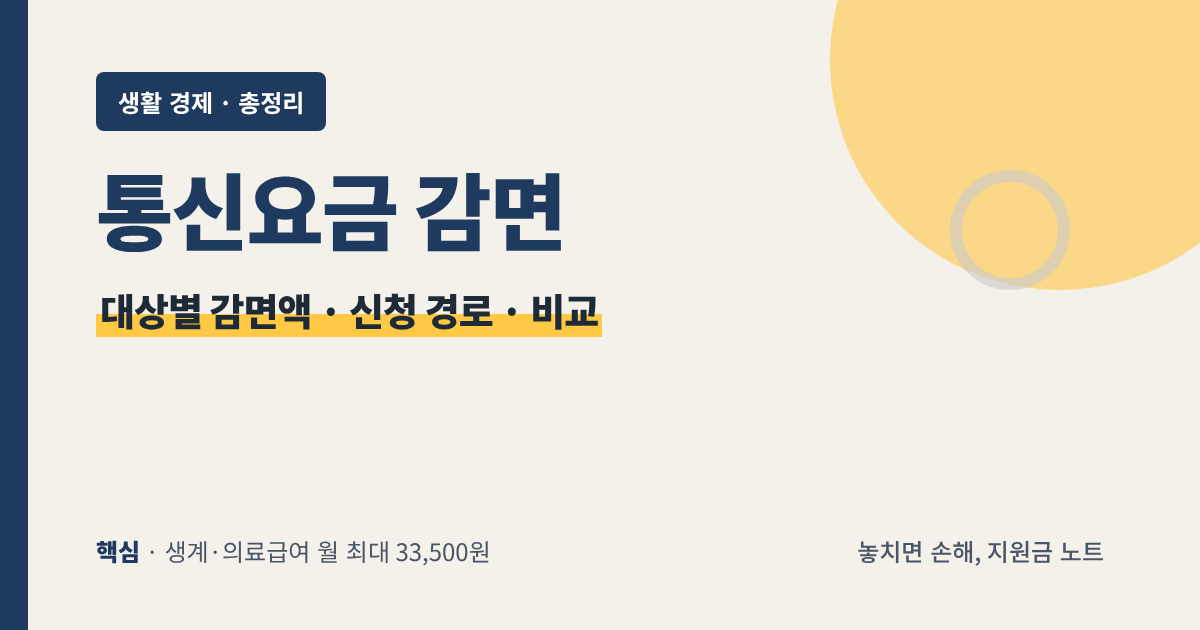 생활 경제 · 총정리
통신요금 감면
대상별 감면액 · 신청 경로 · 비교
핵심 · 생계·의료급여 월 최대 33,500원
놓치면 손해, 지원금 노트